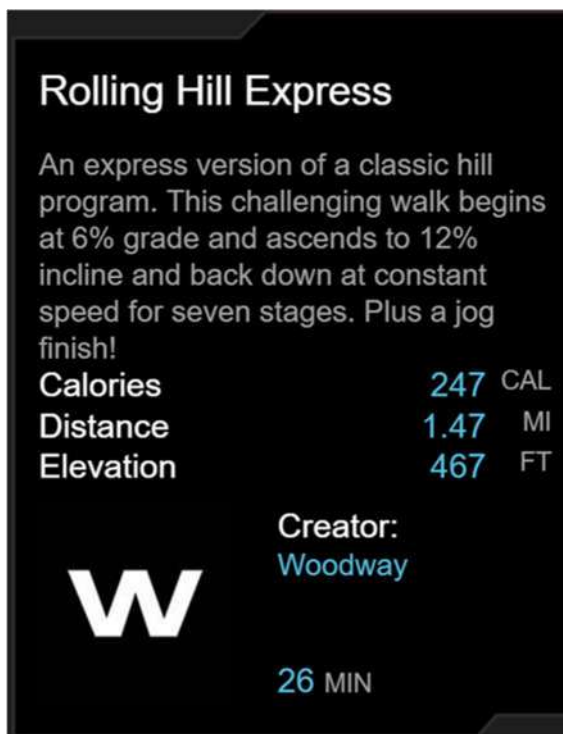 Rolling Hill Express
An express version of a classic hill
program. This challenging walk begins
at 6% grade and ascends to 12%
incline and back down at constant
speed for seven stages. Plus a jog
finish!
Calories 247 CAL
Distance 1.47 MI
Elevation 467 FT
Creator:
Woodway
W
26 MIN